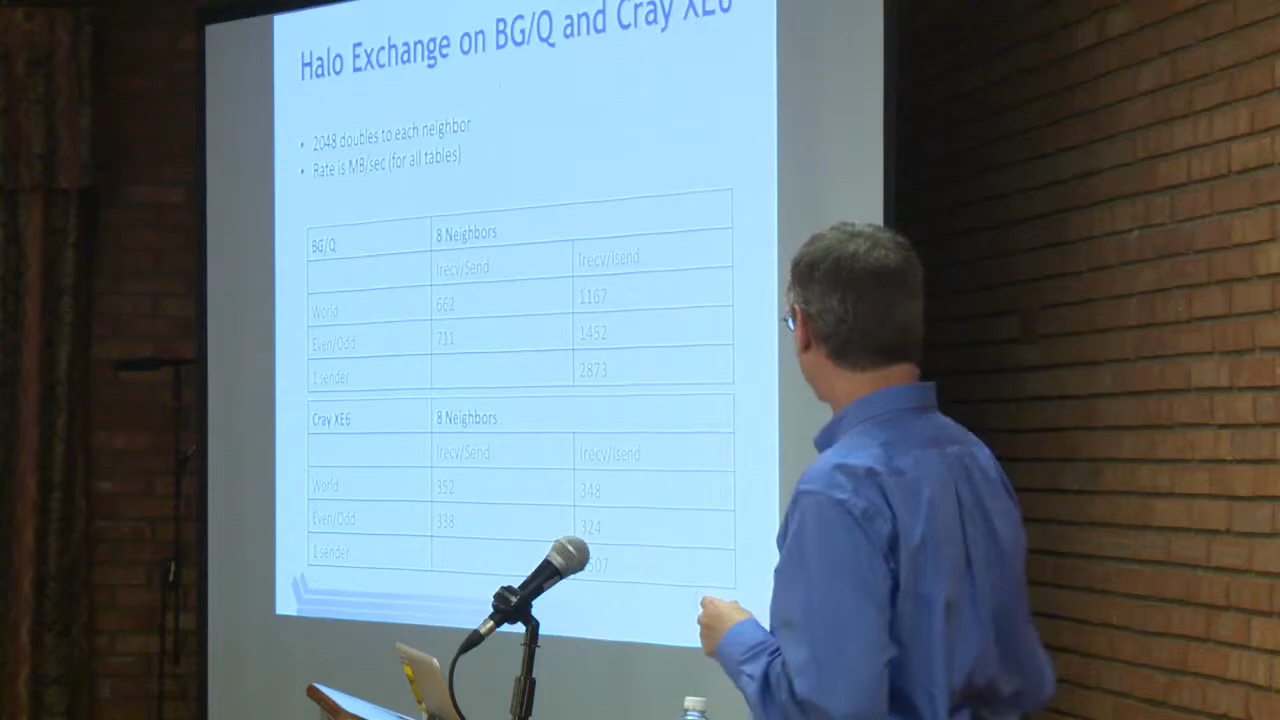 Halo Exchange on BG/Q and Cray XE6
• 2048 doubles to each neighbor
• Rate is MB/sec (for all tables)
BG/Q 8 Neighbors
Irecv/Send Irecv/Isend
World 662 1167
Even/Odd 711 1452
1 sender 2873
Cray XE6 8 Neighbors
Irecv/Send Irecv/Isend
World 352 348
Even/Odd 338 324
1 sender